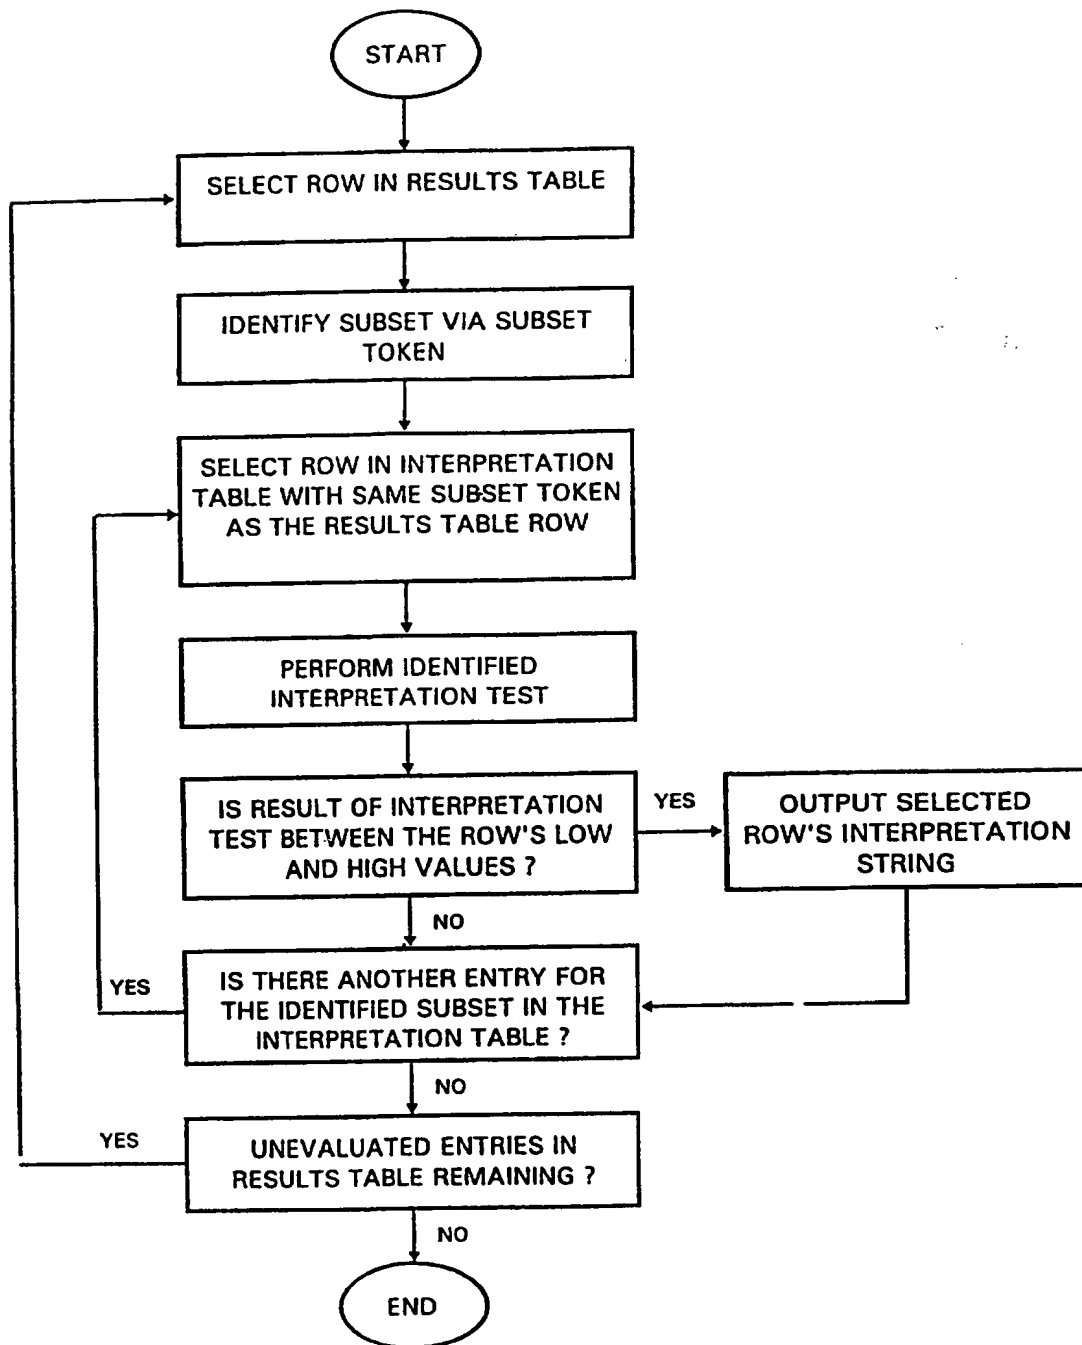 START
SELECT ROW IN RESULTS TABLE
IDENTIFY SUBSET VIA SUBSET
TOKEN
SELECT ROW IN INTERPRETATION
TABLE WITH SAME SUBSET TOKEN
AS THE RESULTS TABLE ROW
PERFORM IDENTIFIED
INTERPRETATION TEST
IS RESULT OF INTERPRETATION
TEST BETWEEN THE ROW'S LOW
AND HIGH VALUES ?
YES
OUTPUT SELECTED
ROW'S INTERPRETATION
STRING
NO
IS THERE ANOTHER ENTRY FOR
THE IDENTIFIED SUBSET IN THE
INTERPRETATION TABLE ?
YES
NO
UNEVALUATED ENTRIES IN
RESULTS TABLE REMAINING ?
YES
NO
END